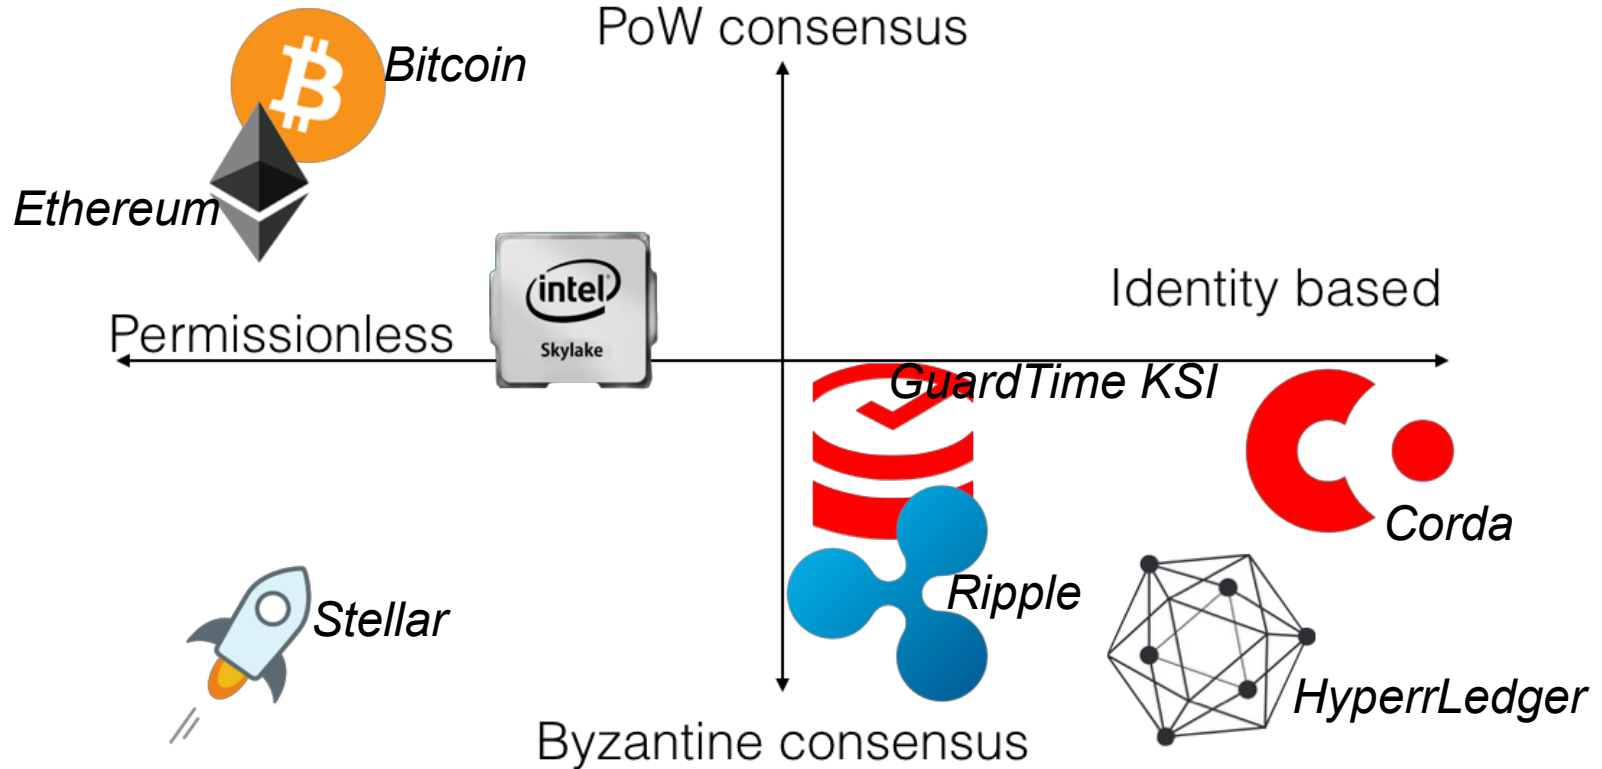 PoW consensus
Bitcoin
Ethereum
intel
Skylake
Identity based
Permissionless
GuardTime KSI
Corda
Ripple
Stellar
HyperrLedger
Byzantine consensus